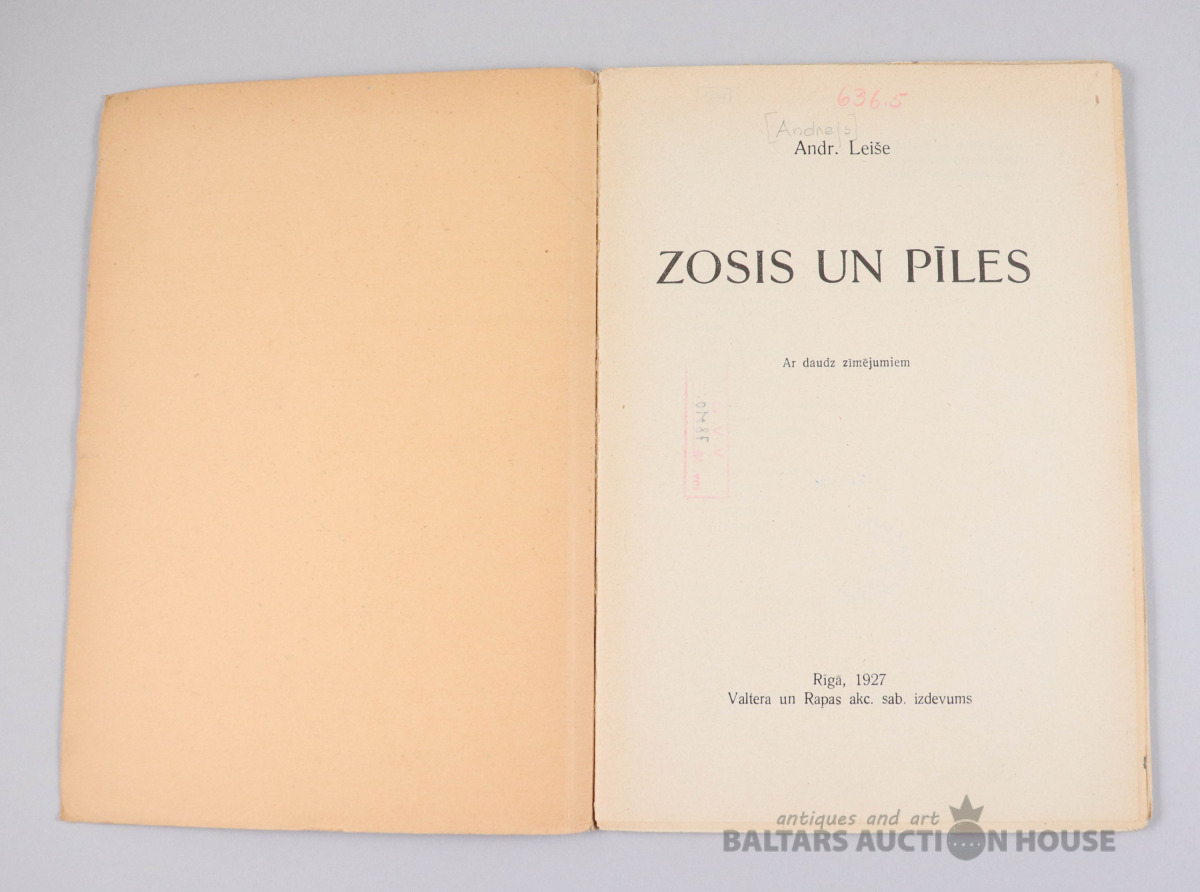 636.5
[Andrejs]
Andr. Leiše
ZOSIS UN PĪLES
Ar daudz zīmējumiem
Rīgā, 1927
Valtera un Rapas akc. sab. izdevums
antiques and art
BALTARS AUCTION HOUSE